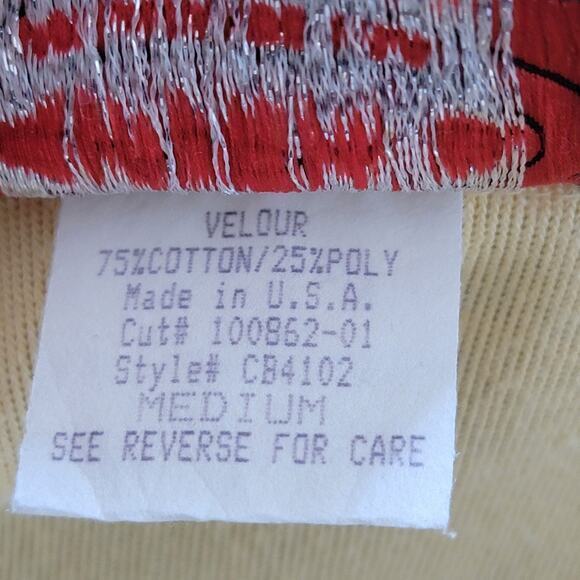 VELOUR
75%COTTON/25%POLY
Made in U.S.A.
Cut# 100862-01
Style# CB4102
MEDIUM
SEE REVERSE FOR CARE